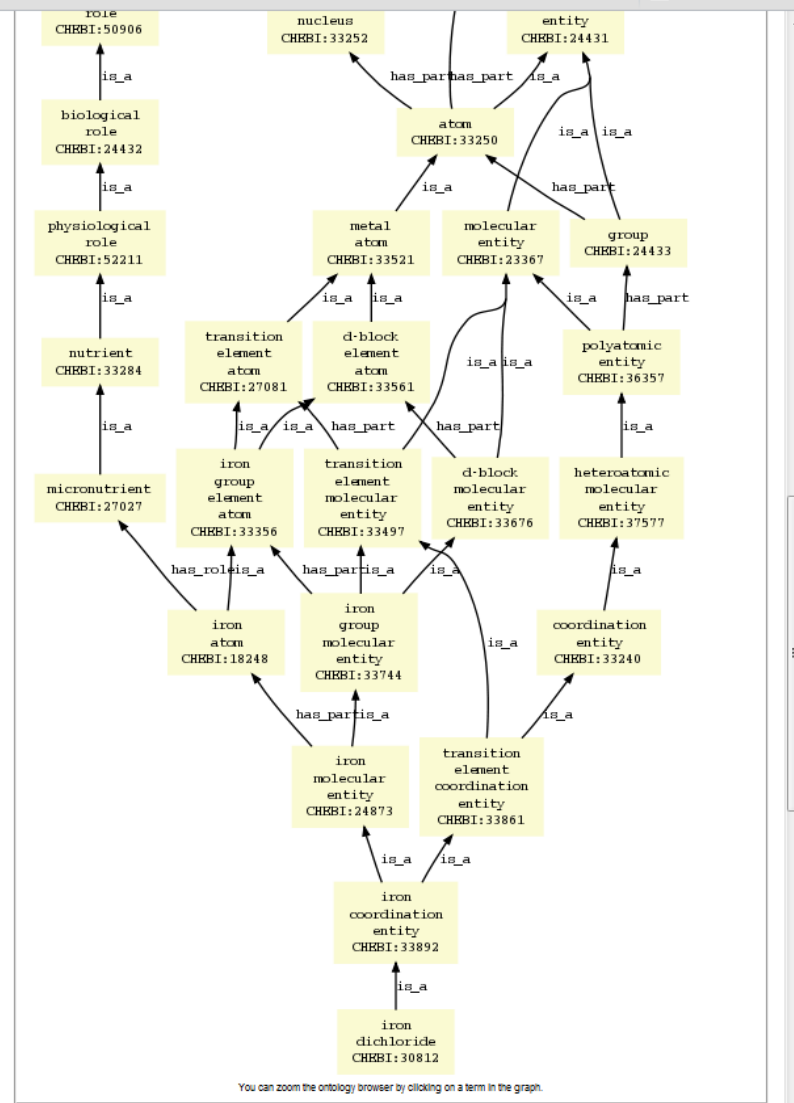 role
CHEBI:50906
nucleus
CHEBI:33252
entity
CHEBI:24431
is_a
has_part
has_part
is_a
biological
role
CHEBI:24432
atom
CHEBI:33250
is_a
is_a
is_a
is_a
has_part
physiological
role
CHEBI:52211
metal
atom
CHEBI:33521
molecular
entity
CHEBI:23367
group
CHEBI:24433
is_a
is_a
is_a
is_a
has_part
nutrient
CHEBI:33284
transition
element
atom
CHEBI:27081
d-block
element
atom
CHEBI:33561
polyatomic
entity
CHEBI:36357
is_a
is_a
is_a
is_a
is_a
has_part
has_part
is_a
micronutrient
CHEBI:27027
iron
group
element
atom
CHEBI:33356
transition
element
molecular
entity
CHEBI:33497
d-block
molecular
entity
CHEBI:33676
heteroatomic
molecular
entity
CHEBI:37577
has_role
is_a
has_part
is_a
is_a
is_a
iron
atom
CHEBI:18248
iron
group
molecular
entity
CHEBI:33744
is_a
coordination
entity
CHEBI:33240
has_part
is_a
is_a
iron
molecular
entity
CHEBI:24873
transition
element
coordination
entity
CHEBI:33861
is_a
is_a
iron
coordination
entity
CHEBI:33892
is_a
iron
dichloride
CHEBI:30812
You can zoom the ontology browser by clicking on a term in the graph.